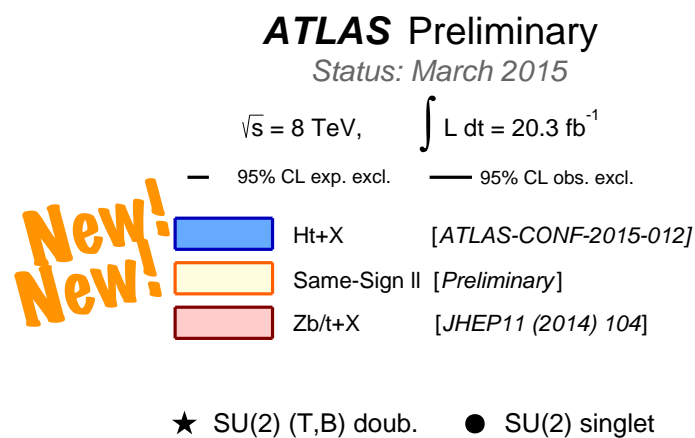 ATLAS Preliminary
Status: March 2015
√s = 8 TeV, ∫ L dt = 20.3 fb⁻¹
95% CL exp. excl. 95% CL obs. excl.
New! Ht+X [ATLAS-CONF-2015-012]
New! Same-Sign ll [Preliminary]
Zb/t+X [JHEP11 (2014) 104]
★ SU(2) (T,B) doub. ● SU(2) singlet